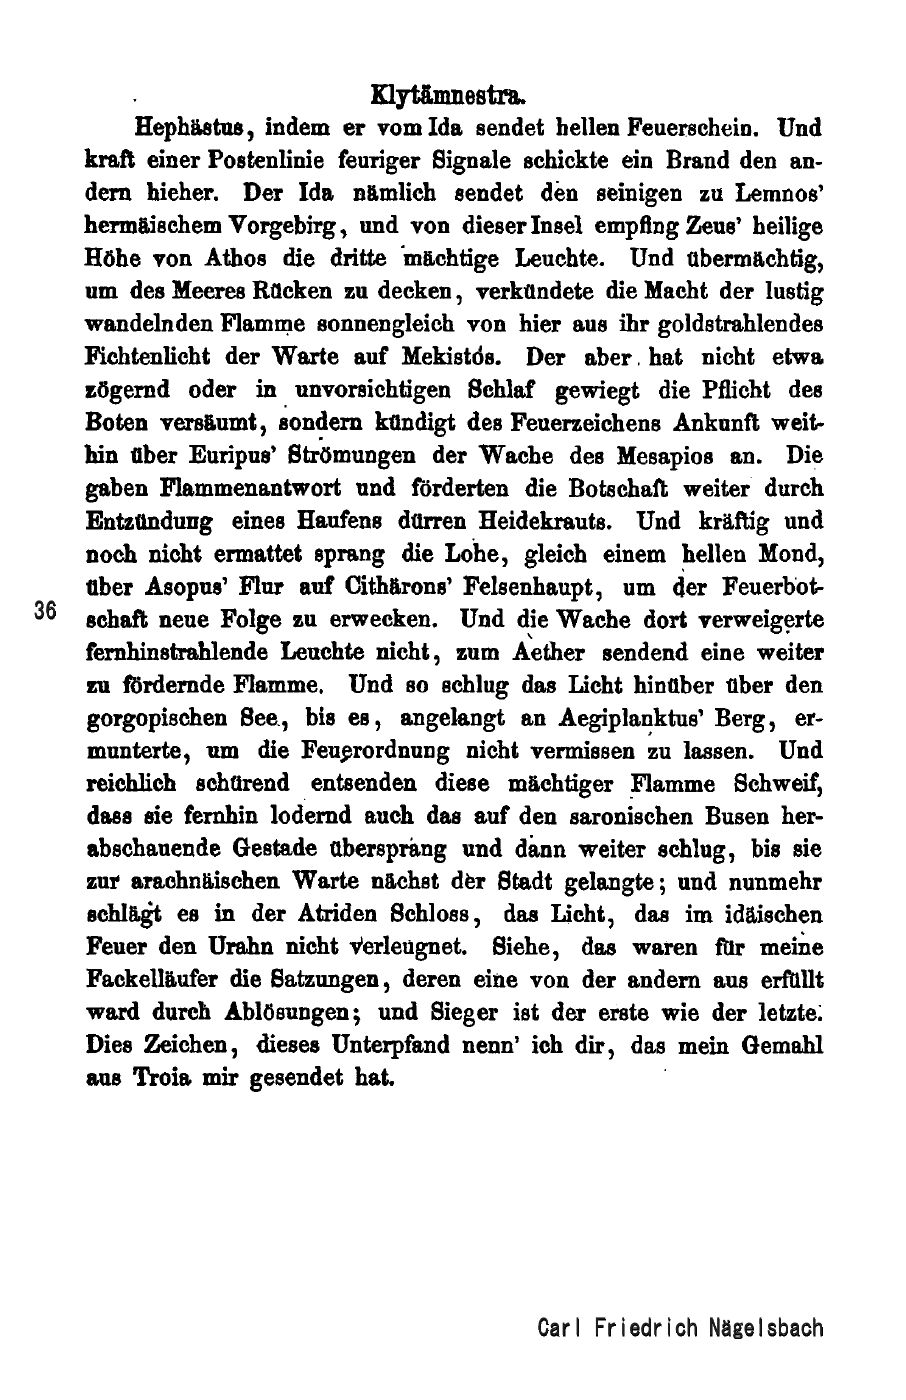 Klytämnestra.
Hephästus, indem er vom Ida sendet hellen Feuerschein. Und
kraft einer Postenlinie feuriger Signale schickte ein Brand den an-
dern hieher. Der Ida nämlich sendet den seinigen zu Lemnos'
hermäischem Vorgebirg, und von dieser Insel empfing Zeus' heilige
Höhe von Athos die dritte mächtige Leuchte. Und übermächtig,
um des Meeres Rücken zu decken, verkündete die Macht der lustig
wandelnden Flamme sonnengleich von hier aus ihr goldstrahlendes
Fichtenlicht der Warte auf Mekistós. Der aber hat nicht etwa
zögernd oder in unvorsichtigen Schlaf gewiegt die Pflicht des
Boten versäumt, sondern kündigt des Feuerzeichens Ankunft weit-
hin über Euripus' Strömungen der Wache des Mesapios an. Die
gaben Flammenantwort und förderten die Botschaft weiter durch
Entzündung eines Haufens dürren Heidekrauts. Und kräftig und
noch nicht ermattet sprang die Lohe, gleich einem hellen Mond,
über Asopus' Flur auf Cithärons' Felsenhaupt, um der Feuerbot-
36 schaft neue Folge zu erwecken. Und die Wache dort verweigerte
fernhinstrahlende Leuchte nicht, zum Aether sendend eine weiter
zu fördernde Flamme. Und so schlug das Licht hinüber über den
gorgopischen See, bis es, angelangt an Aegiplanktus' Berg, er-
munterte, um die Feuerordnung nicht vermissen zu lassen. Und
reichlich schürend entsenden diese mächtiger Flamme Schweif,
dass sie fernhin lodernd auch das auf den saronischen Busen her-
abschauende Gestade übersprang und dann weiter schlug, bis sie
zur arachnäischen Warte nächst der Stadt gelangte; und nunmehr
schlägt es in der Atriden Schloss, das Licht, das im idäischen
Feuer den Urahn nicht verleugnet. Siehe, das waren für meine
Fackelläufer die Satzungen, deren eine von der andern aus erfüllt
ward durch Ablösungen; und Sieger ist der erste wie der letzte.
Dies Zeichen, dieses Unterpfand nenn' ich dir, das mein Gemahl
aus Troia mir gesendet hat.
Carl Friedrich Nägelsbach